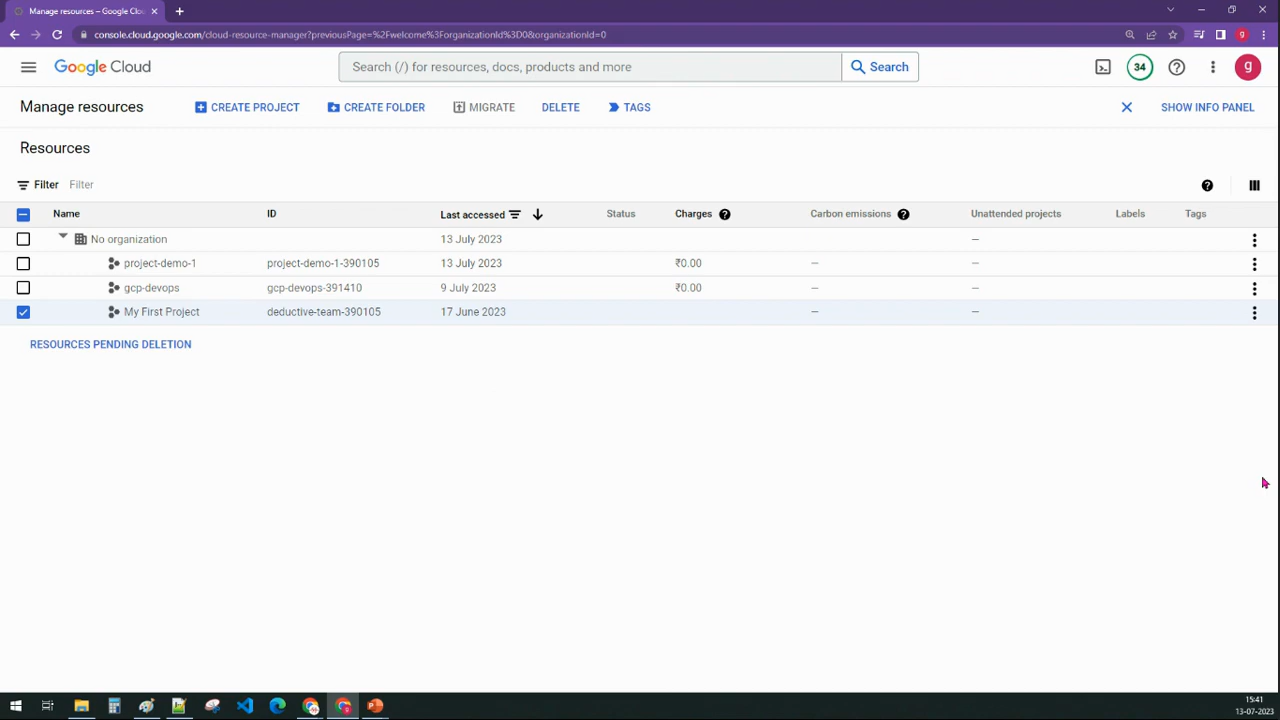 Manage resources – Google Clou
console.cloud.google.com/cloud-resource-manager?previousPage=%2Fwelcome%3ForganizationId%3D0&organizationId=0
g
Google Cloud
Search (/) for resources, docs, products and more
Search
34
g
Manage resources
CREATE PROJECT
CREATE FOLDER
MIGRATE
DELETE
TAGS
SHOW INFO PANEL
Resources
Filter Filter
Name ID Last accessed Status Charges Carbon emissions Unattended projects Labels Tags
No organization 13 July 2023 –
project-demo-1 project-demo-1-390105 13 July 2023 ₹0.00 – –
gcp-devops gcp-devops-391410 9 July 2023 ₹0.00 – –
My First Project deductive-team-390105 17 June 2023 – –
RESOURCES PENDING DELETION
15:41
13-07-2023